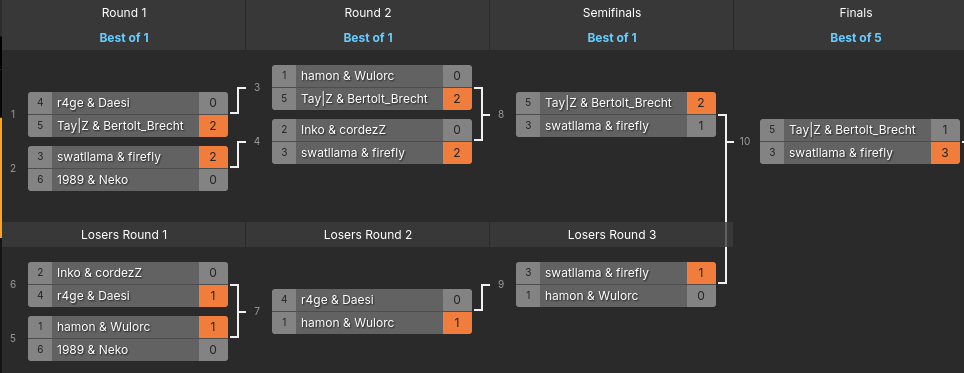 Round 1
Round 2
Semifinals
Finals
Best of 1
Best of 1
Best of 1
Best of 5
1
4 r4ge & Daesi 0
5 Tay|Z & Bertolt_Brecht 2
2
3 swatllama & firefly 2
6 1989 & Neko 0
3
1 hamon & Wulorc 0
5 Tay|Z & Bertolt_Brecht 2
4
2 Inko & cordezZ 0
3 swatllama & firefly 2
8
5 Tay|Z & Bertolt_Brecht 2
3 swatllama & firefly 1
10
5 Tay|Z & Bertolt_Brecht 1
3 swatllama & firefly 3
Losers Round 1
Losers Round 2
Losers Round 3
6
2 Inko & cordezZ 0
4 r4ge & Daesi 1
5
1 hamon & Wulorc 1
6 1989 & Neko 0
7
4 r4ge & Daesi 0
1 hamon & Wulorc 1
9
3 swatllama & firefly 1
1 hamon & Wulorc 0